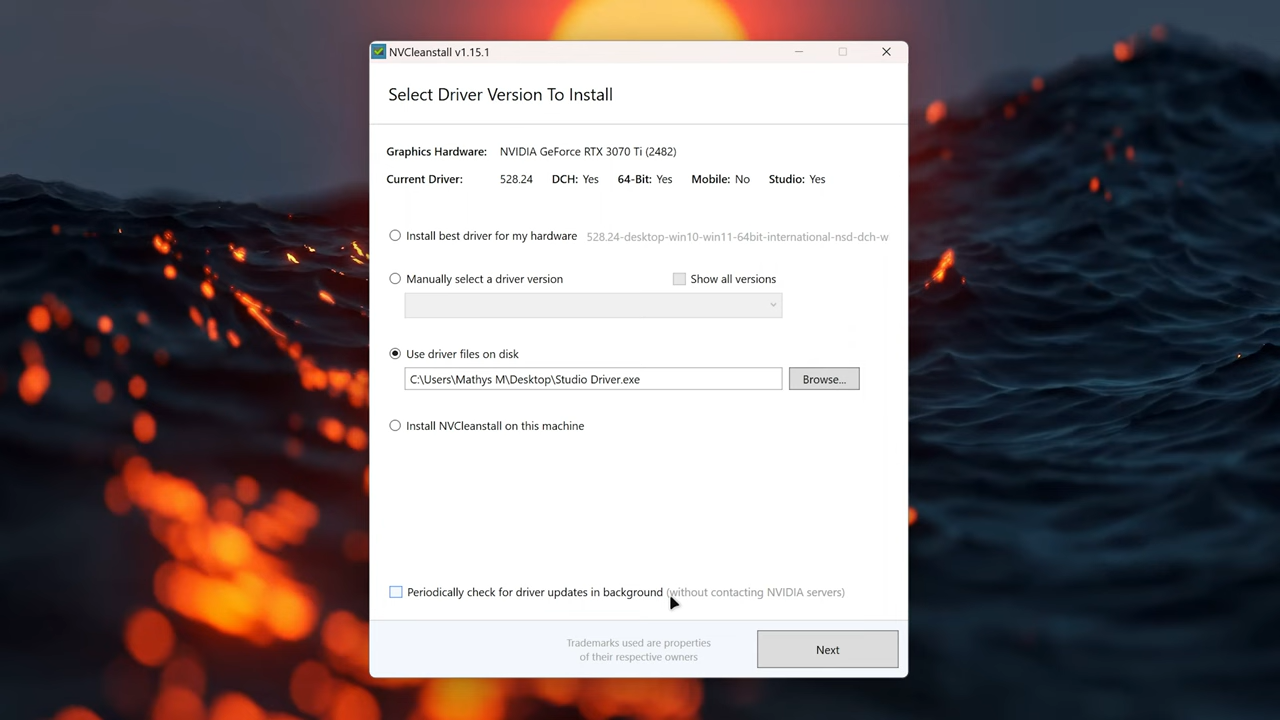 NVCleanstall v1.15.1
Select Driver Version To Install
Graphics Hardware: NVIDIA GeForce RTX 3070 Ti (2482)
Current Driver: 528.24 DCH: Yes 64-Bit: Yes Mobile: No Studio: Yes
Install best driver for my hardware 528.24-desktop-win10-win11-64bit-international-nsd-dch-w
Manually select a driver version Show all versions
Use driver files on disk
C:\Users\Mathys M\Desktop\Studio Driver.exe Browse...
Install NVCleanstall on this machine
Periodically check for driver updates in background (without contacting NVIDIA servers)
Trademarks used are properties
of their respective owners
Next